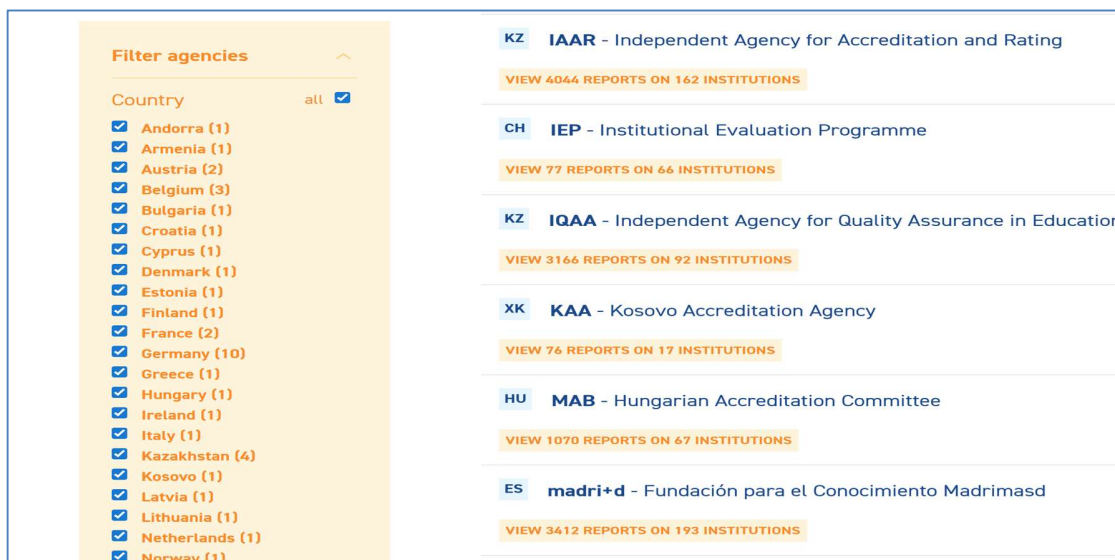 Filter agencies
Country all
Andorra (1)
Armenia (1)
Austria (2)
Belgium (3)
Bulgaria (1)
Croatia (1)
Cyprus (1)
Denmark (1)
Estonia (1)
Finland (1)
France (2)
Germany (10)
Greece (1)
Hungary (1)
Ireland (1)
Italy (1)
Kazakhstan (4)
Kosovo (1)
Latvia (1)
Lithuania (1)
Netherlands (1)
Norway (1)
KZ IAAR - Independent Agency for Accreditation and Rating
VIEW 4044 REPORTS ON 162 INSTITUTIONS
CH IEP - Institutional Evaluation Programme
VIEW 77 REPORTS ON 66 INSTITUTIONS
KZ IQAA - Independent Agency for Quality Assurance in Education
VIEW 3166 REPORTS ON 92 INSTITUTIONS
XK KAA - Kosovo Accreditation Agency
VIEW 76 REPORTS ON 17 INSTITUTIONS
HU MAB - Hungarian Accreditation Committee
VIEW 1070 REPORTS ON 67 INSTITUTIONS
ES madri+d - Fundación para el Conocimiento Madrimasd
VIEW 3412 REPORTS ON 193 INSTITUTIONS